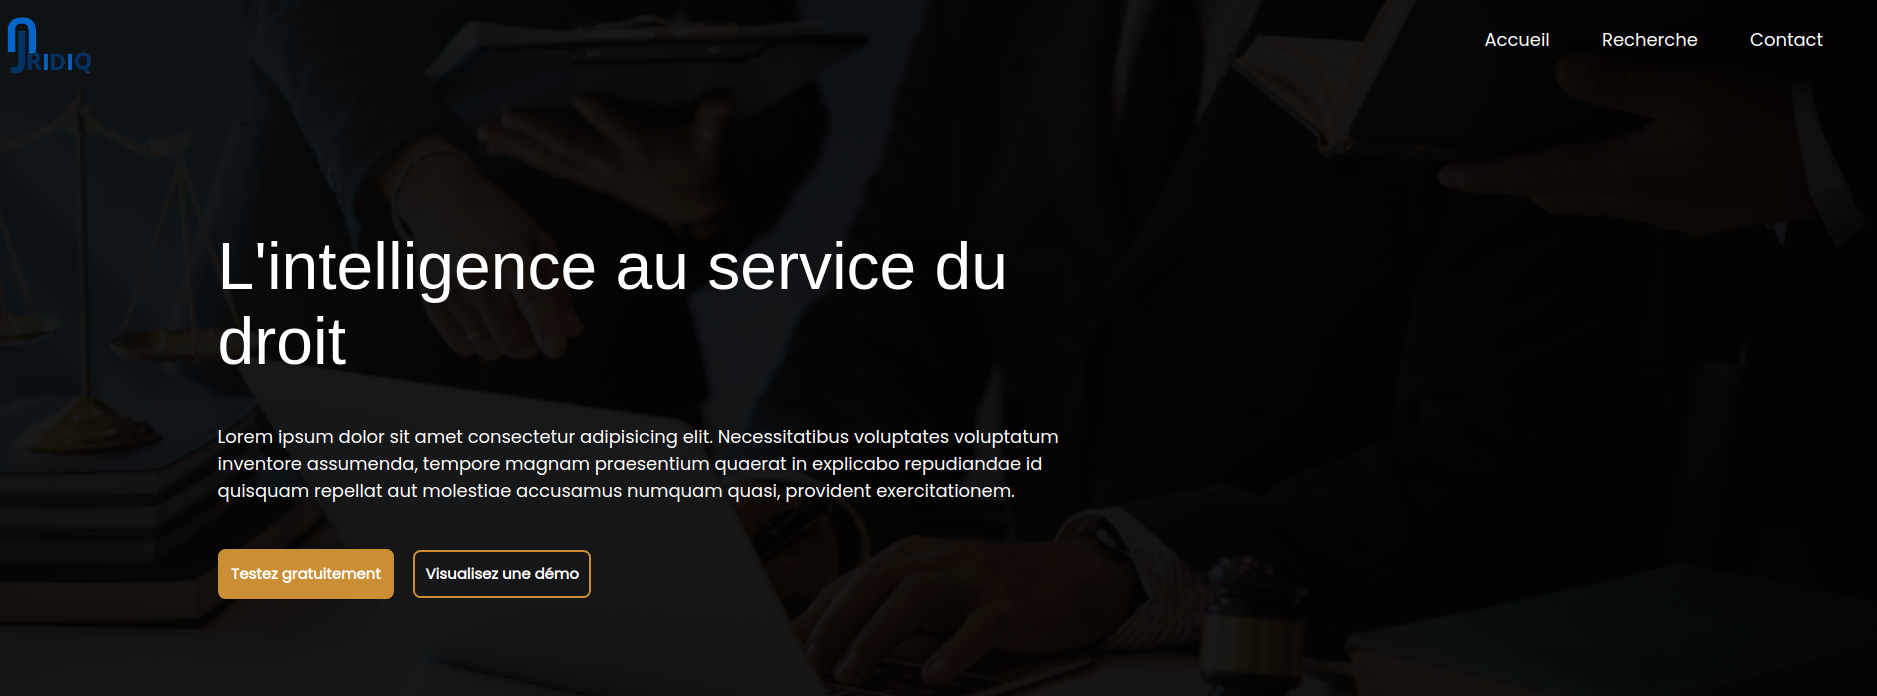 JRIDIQ
Accueil Recherche Contact
L'intelligence au service du
droit
Lorem ipsum dolor sit amet consectetur adipisicing elit. Necessitatibus voluptates voluptatum
inventore assumenda, tempore magnam praesentium quaerat in explicabo repudiandae id
quisquam repellat aut molestiae accusamus numquam quasi, provident exercitationem.
Testez gratuitement Visualisez une démo